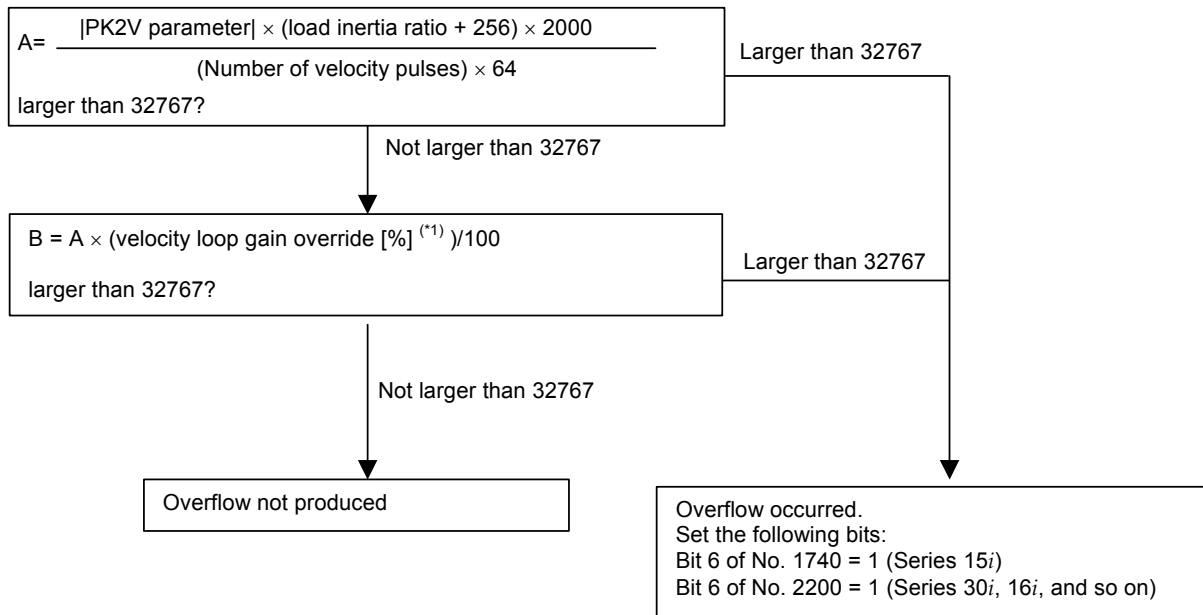 |PK2V parameter| × (load inertia ratio + 256) × 2000
A=
(Number of velocity pulses) × 64
larger than 32767?
Larger than 32767
Not larger than 32767
B = A × (velocity loop gain override [%] (*1) )/100
larger than 32767?
Larger than 32767
Not larger than 32767
Overflow not produced
Overflow occurred.
Set the following bits:
Bit 6 of No. 1740 = 1 (Series 15i)
Bit 6 of No. 2200 = 1 (Series 30i, 16i, and so on)